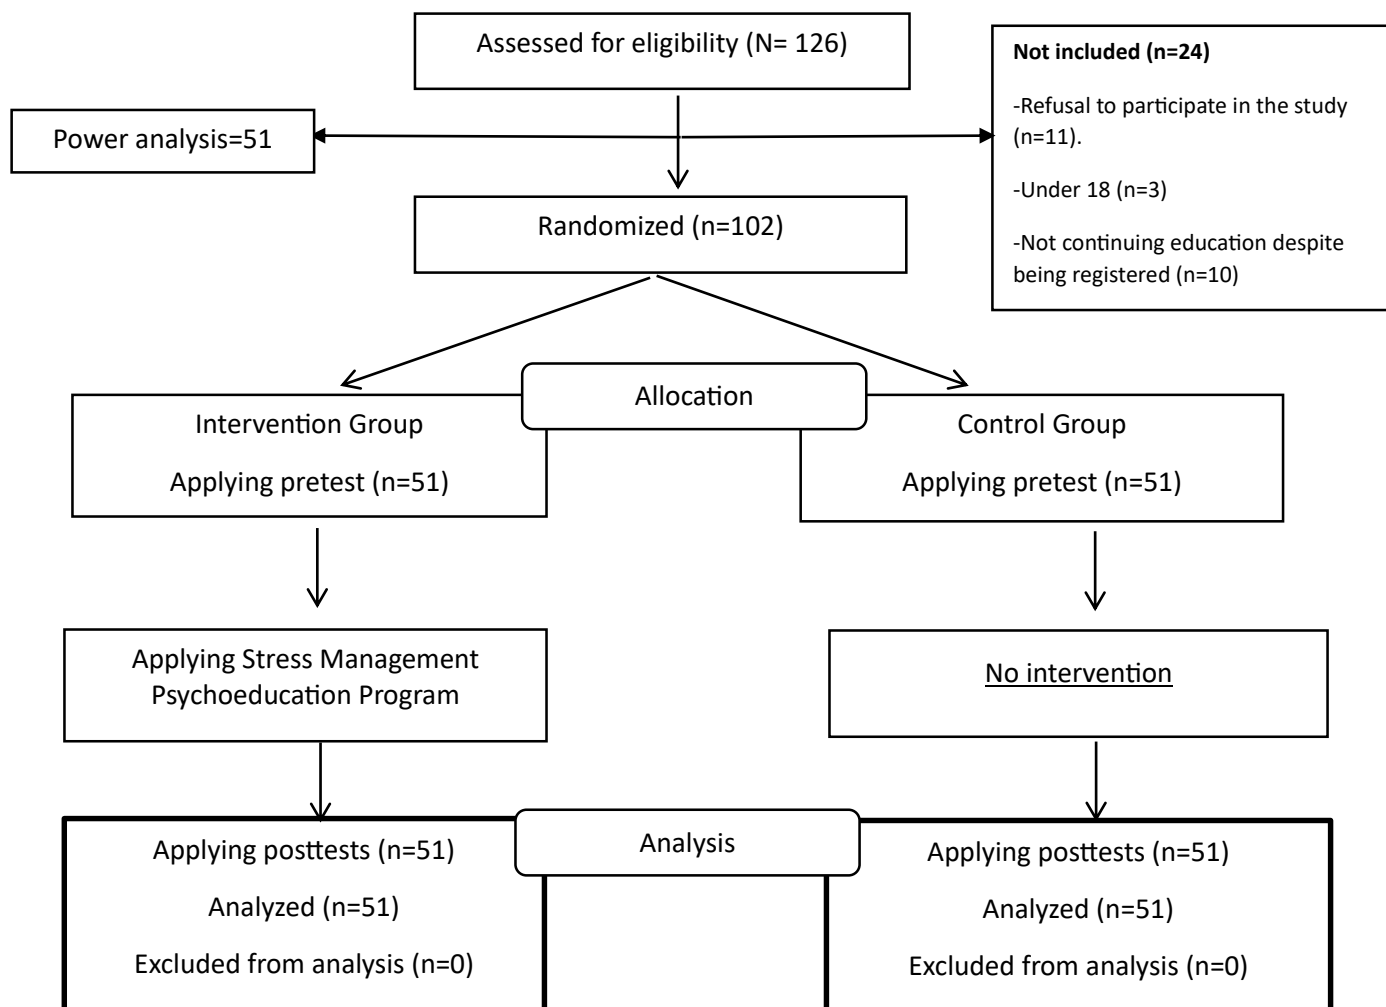 Assessed for eligibility (N= 126)
Not included (n=24)
-Refusal to participate in the study
(n=11).
-Under 18 (n=3)
-Not continuing education despite
being registered (n=10)
Power analysis=51
Randomized (n=102)
Allocation
Intervention Group
Applying pretest (n=51)
Control Group
Applying pretest (n=51)
Applying Stress Management
Psychoeducation Program
No intervention
Analysis
Applying posttests (n=51)
Analyzed (n=51)
Excluded from analysis (n=0)
Applying posttests (n=51)
Analyzed (n=51)
Excluded from analysis (n=0)